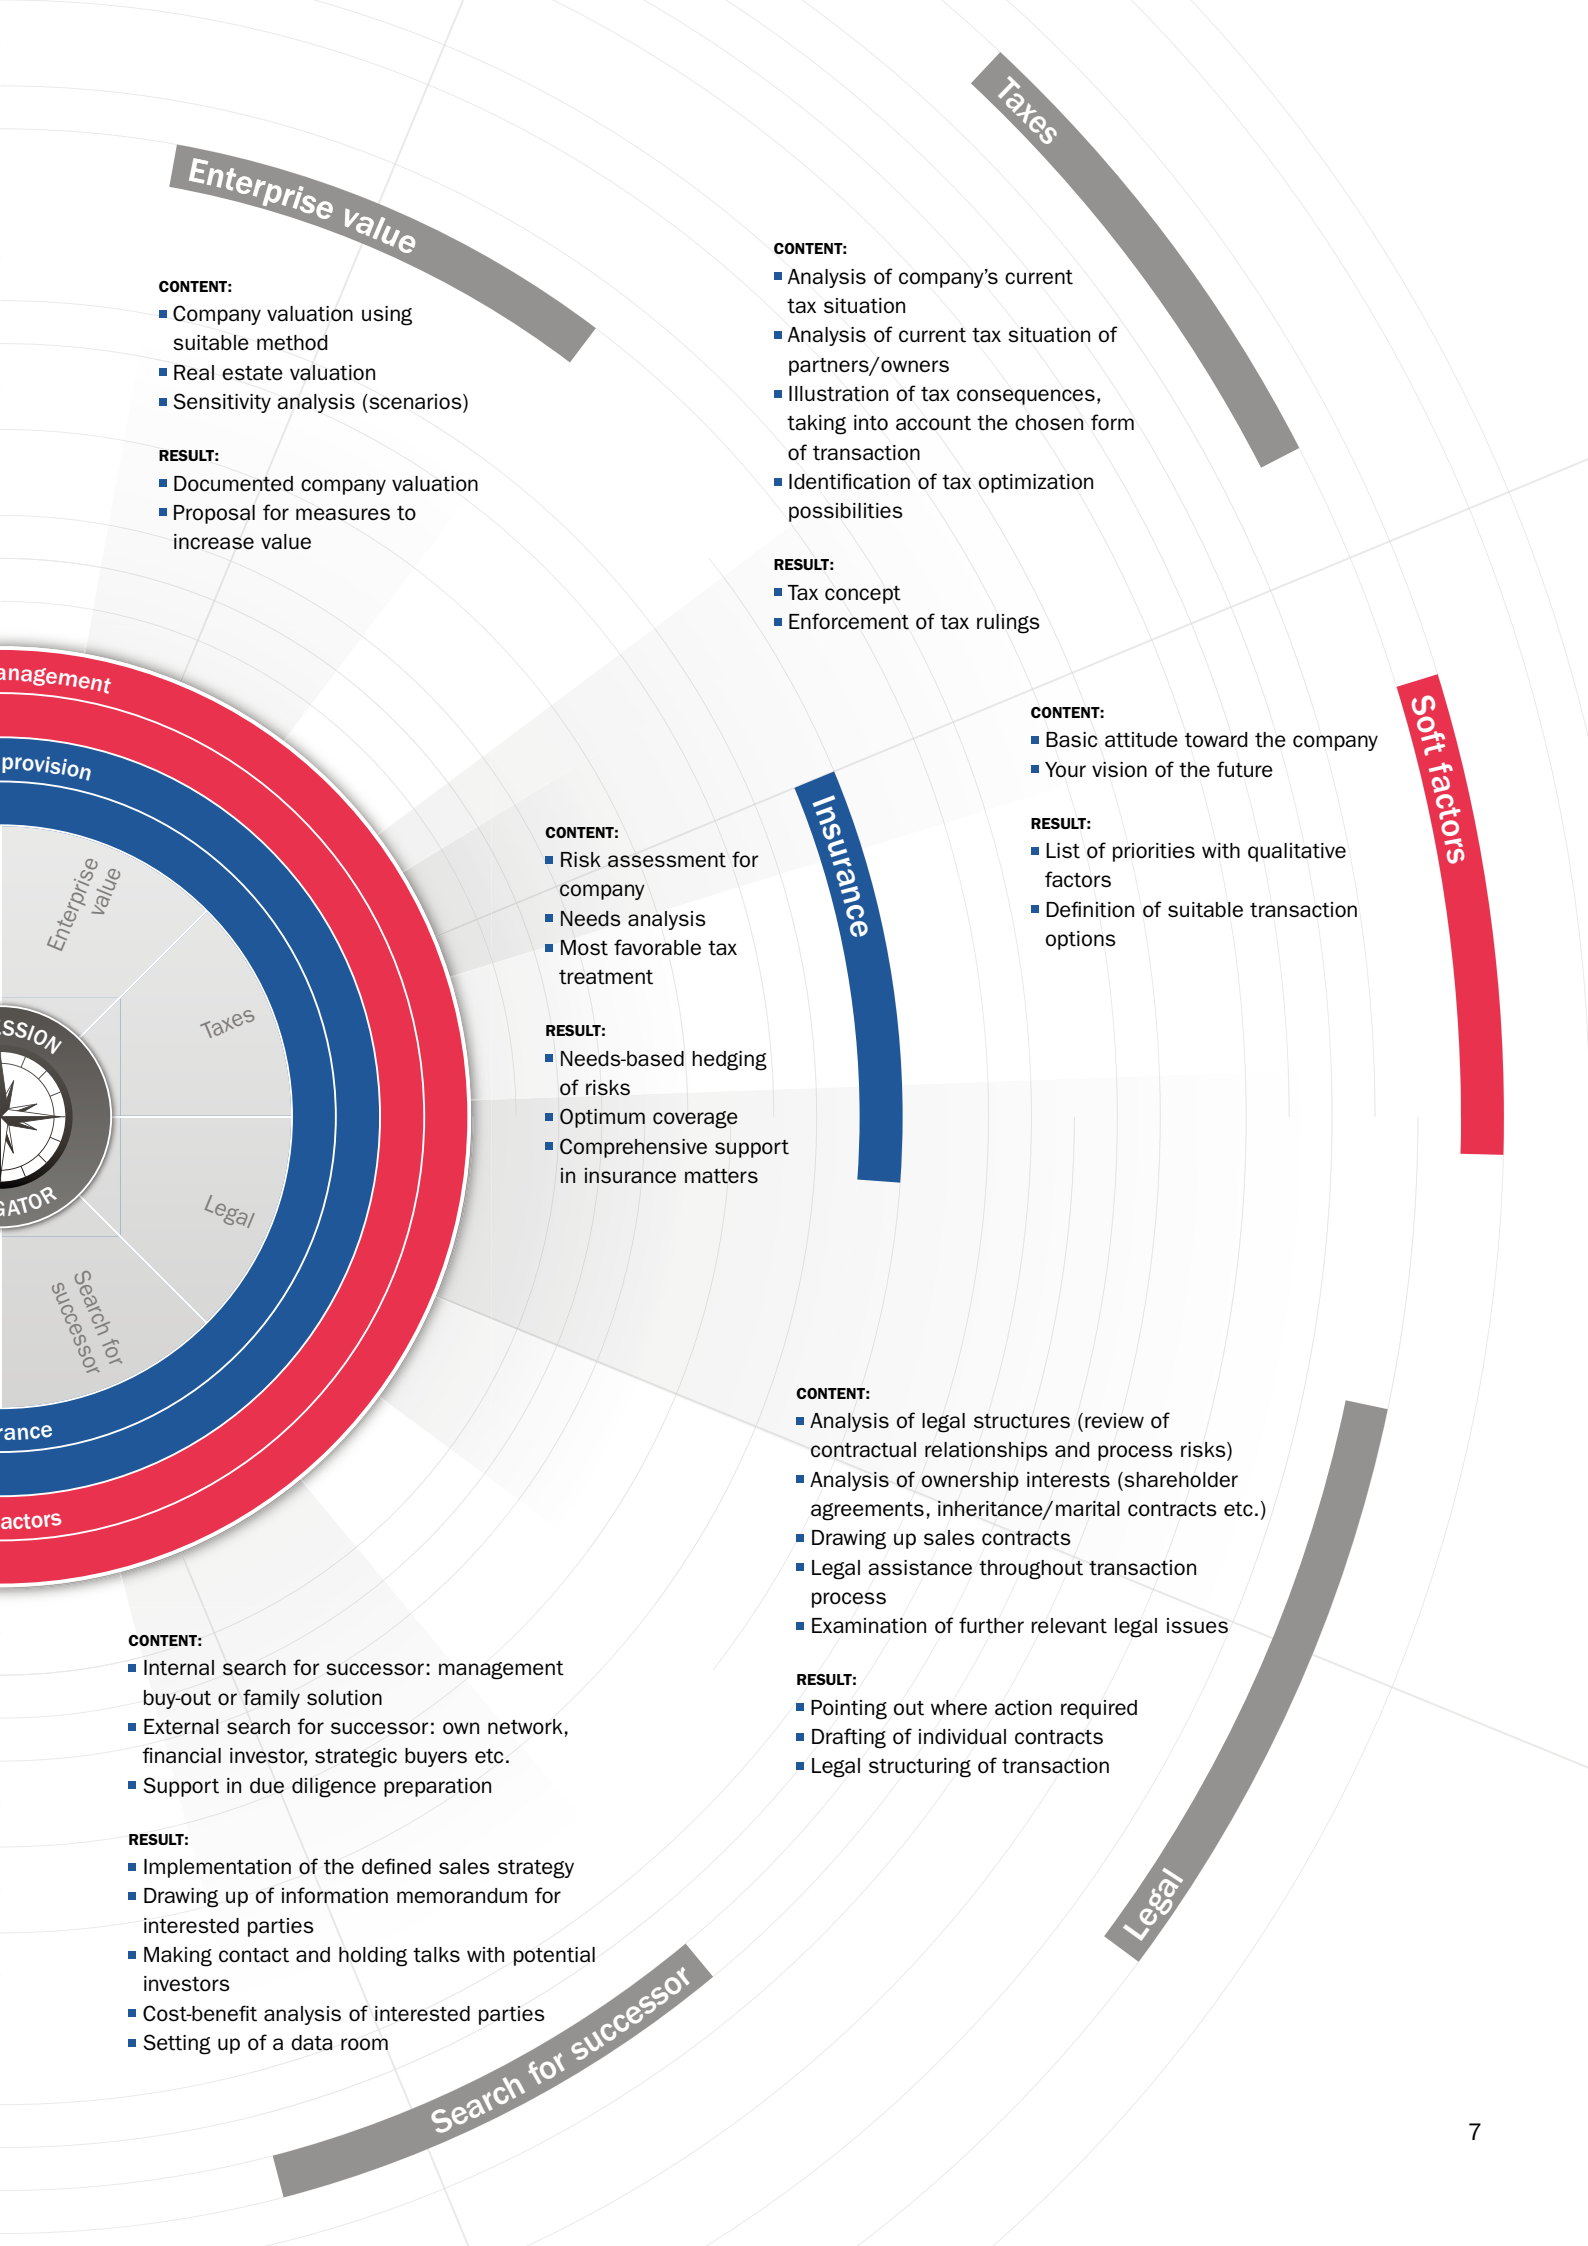 Enterprise value
CONTENT:
Company valuation using
suitable method
Real estate valuation
Sensitivity analysis (scenarios)
RESULT:
Documented company valuation
Proposal for measures to
increase value
Taxes
CONTENT:
Analysis of company’s current
tax situation
Analysis of current tax situation of
partners/owners
Illustration of tax consequences,
taking into account the chosen form
of transaction
Identification of tax optimization
possibilities
RESULT:
Tax concept
Enforcement of tax rulings
Soft factors
CONTENT:
Basic attitude toward the company
Your vision of the future
RESULT:
List of priorities with qualitative
factors
Definition of suitable transaction
options
Insurance
CONTENT:
Risk assessment for
company
Needs analysis
Most favorable tax
treatment
RESULT:
Needs-based hedging
of risks
Optimum coverage
Comprehensive support
in insurance matters
anagement
provision
Enterprise
value
Taxes
SSION
GATOR
Legal
Search for
successor
rance
actors
CONTENT:
Analysis of legal structures (review of
contractual relationships and process risks)
Analysis of ownership interests (shareholder
agreements, inheritance/marital contracts etc.)
Drawing up sales contracts
Legal assistance throughout transaction
process
Examination of further relevant legal issues
RESULT:
Pointing out where action required
Drafting of individual contracts
Legal structuring of transaction
Legal
CONTENT:
Internal search for successor: management
buy-out or family solution
External search for successor: own network,
financial investor, strategic buyers etc.
Support in due diligence preparation
RESULT:
Implementation of the defined sales strategy
Drawing up of information memorandum for
interested parties
Making contact and holding talks with potential
investors
Cost-benefit analysis of interested parties
Setting up of a data room
Search for successor
7